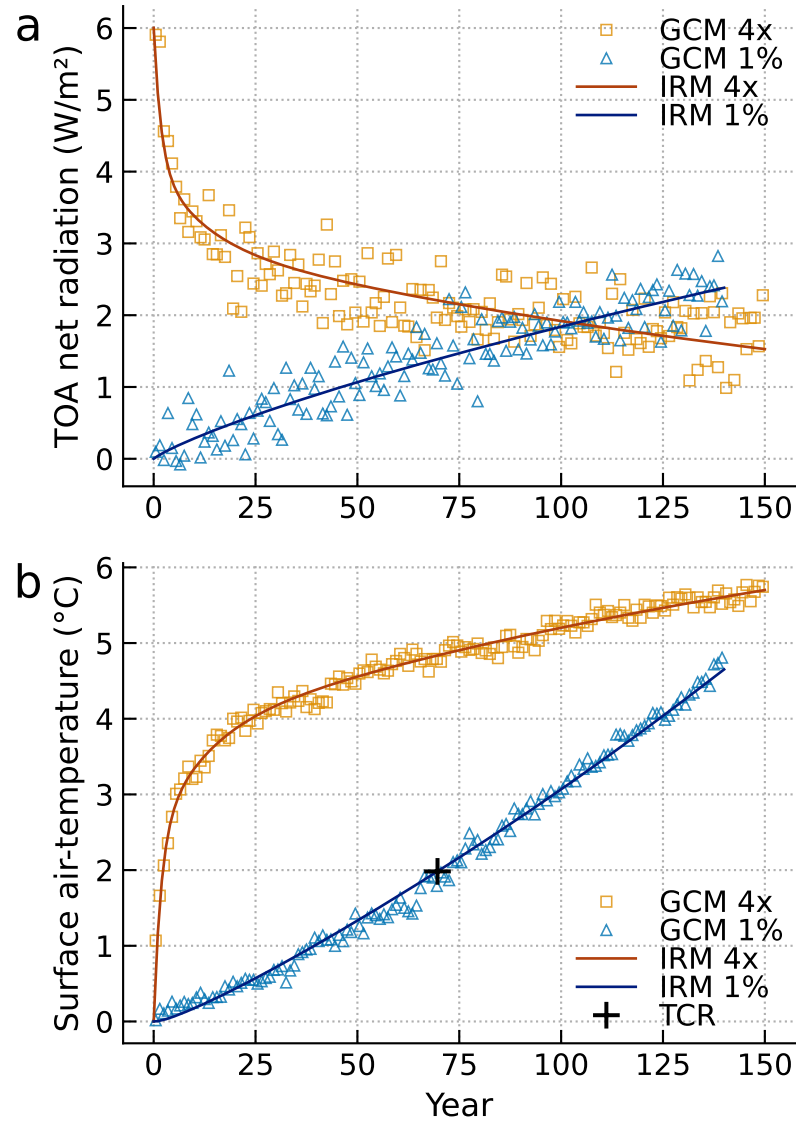 a
TOA net radiation (W/m²)
6
5
4
3
2
1
0
GCM 4x
GCM 1%
IRM 4x
IRM 1%
0 25 50 75 100 125 150
b
Surface air-temperature (°C)
6
5
4
3
2
1
0
GCM 4x
GCM 1%
IRM 4x
IRM 1%
TCR
0 25 50 75 100 125 150
Year